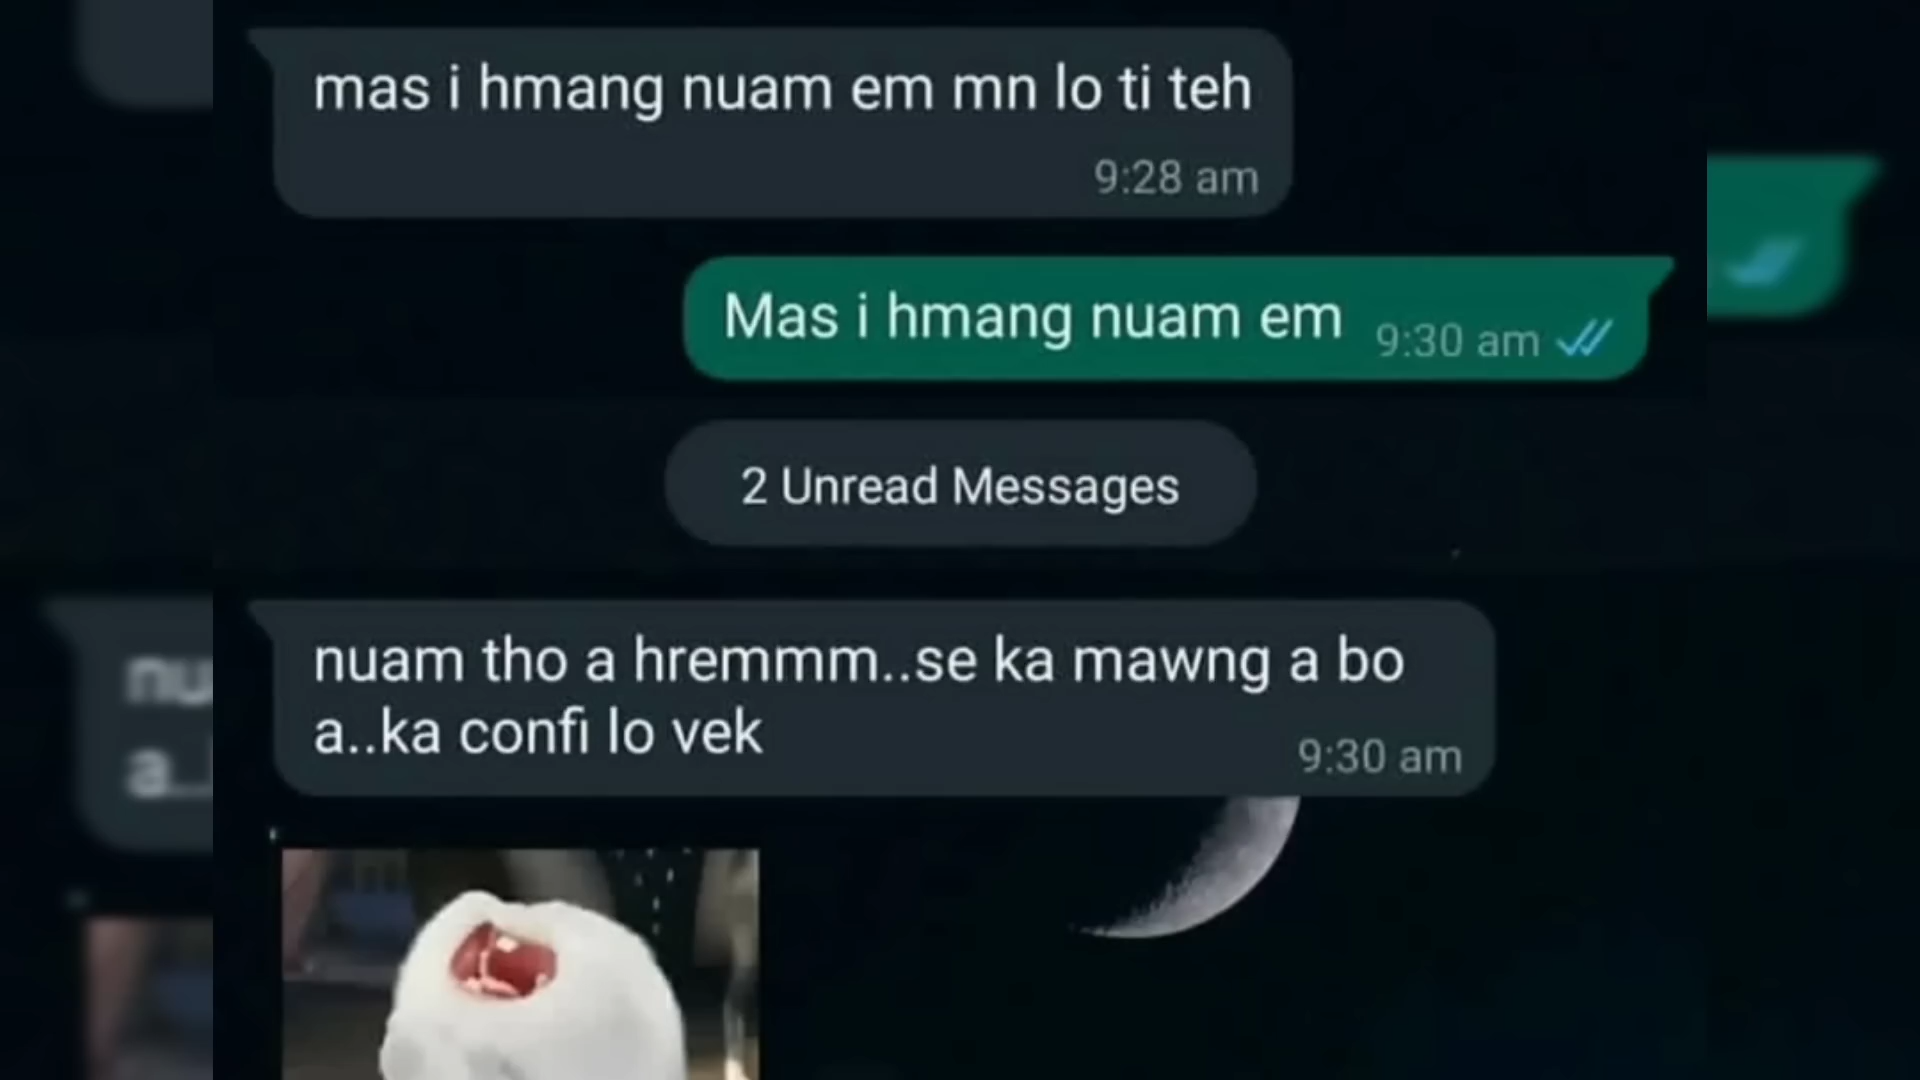 mas i hmang nuam em mn lo ti teh
9:28 am
Mas i hmang nuam em
9:30 am
2 Unread Messages
nuam tho a hremmm..se ka mawng a bo
a..ka confi lo vek
9:30 am
nu
a..